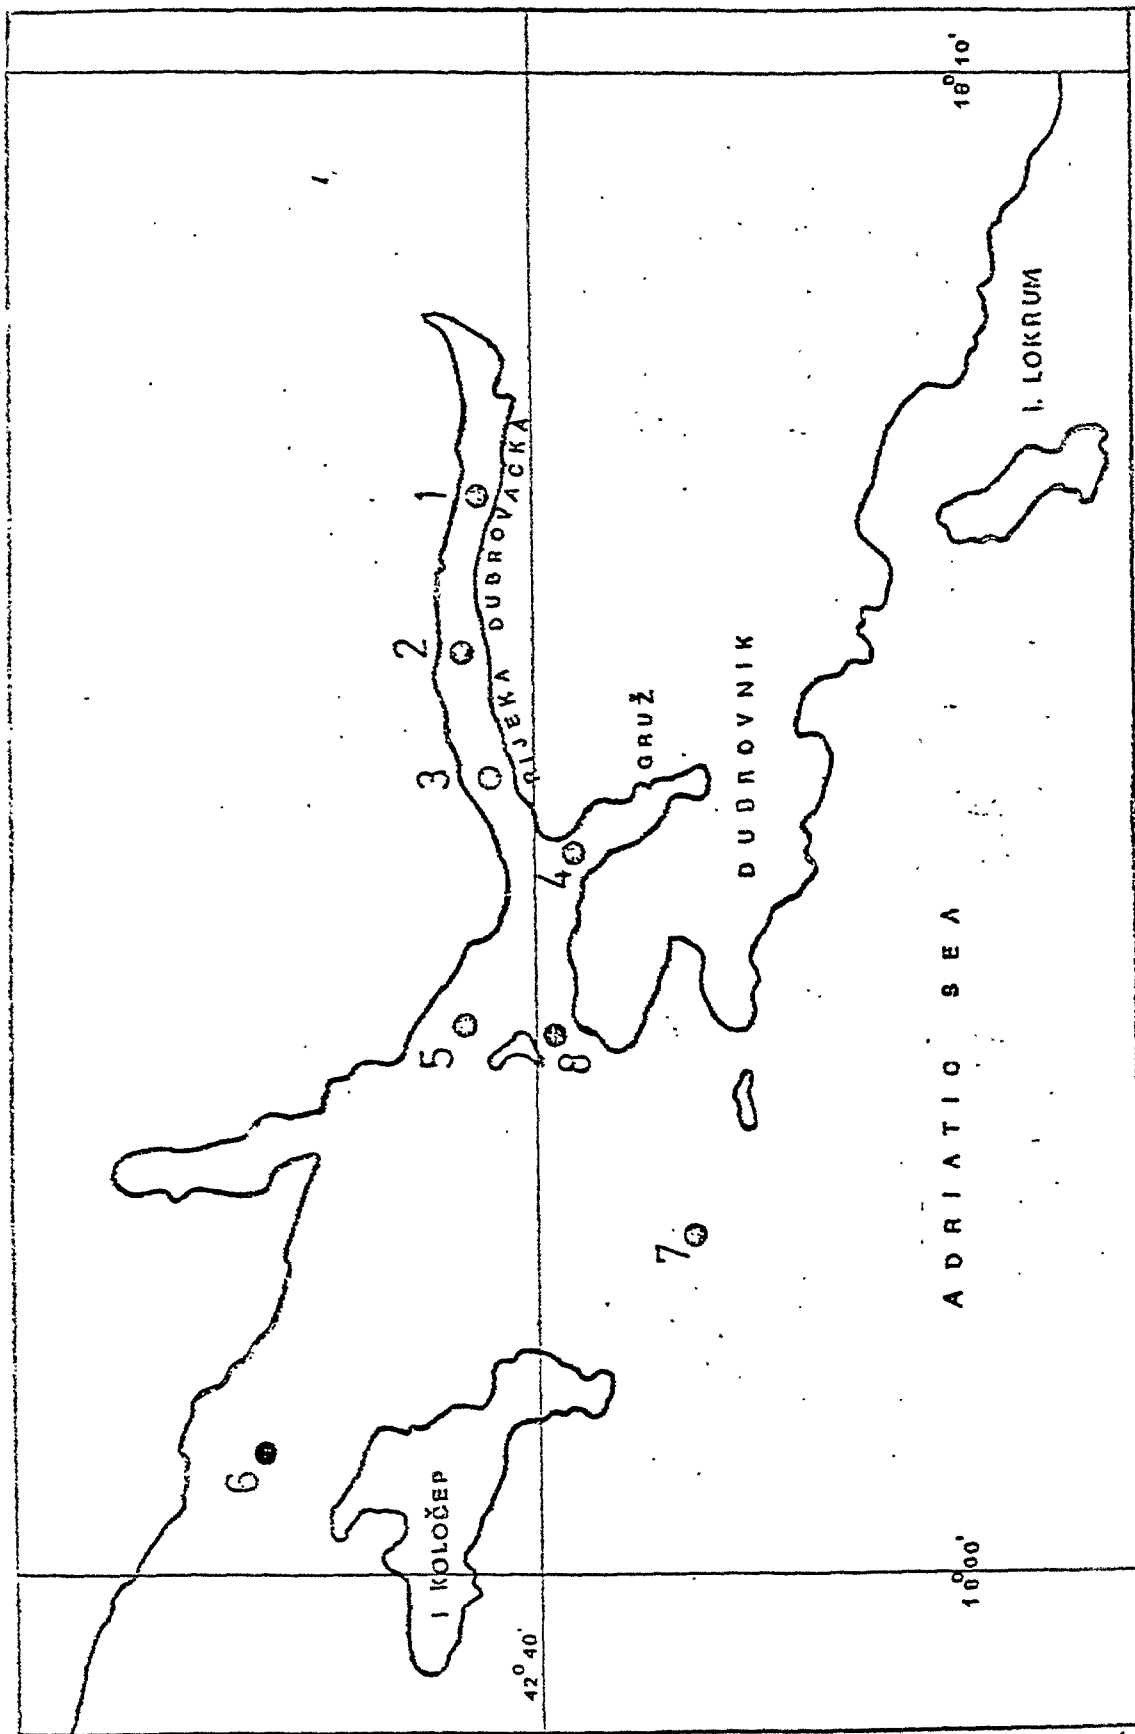 6
5
1
2
3
RIJEKA DUBROVAČKA
I KOLOČEP
42° 40'
4
8
GRUŽ
7
DUBROVNIK
ADRIATIC SEA
I. LOKRUM
18° 00'
18° 10'